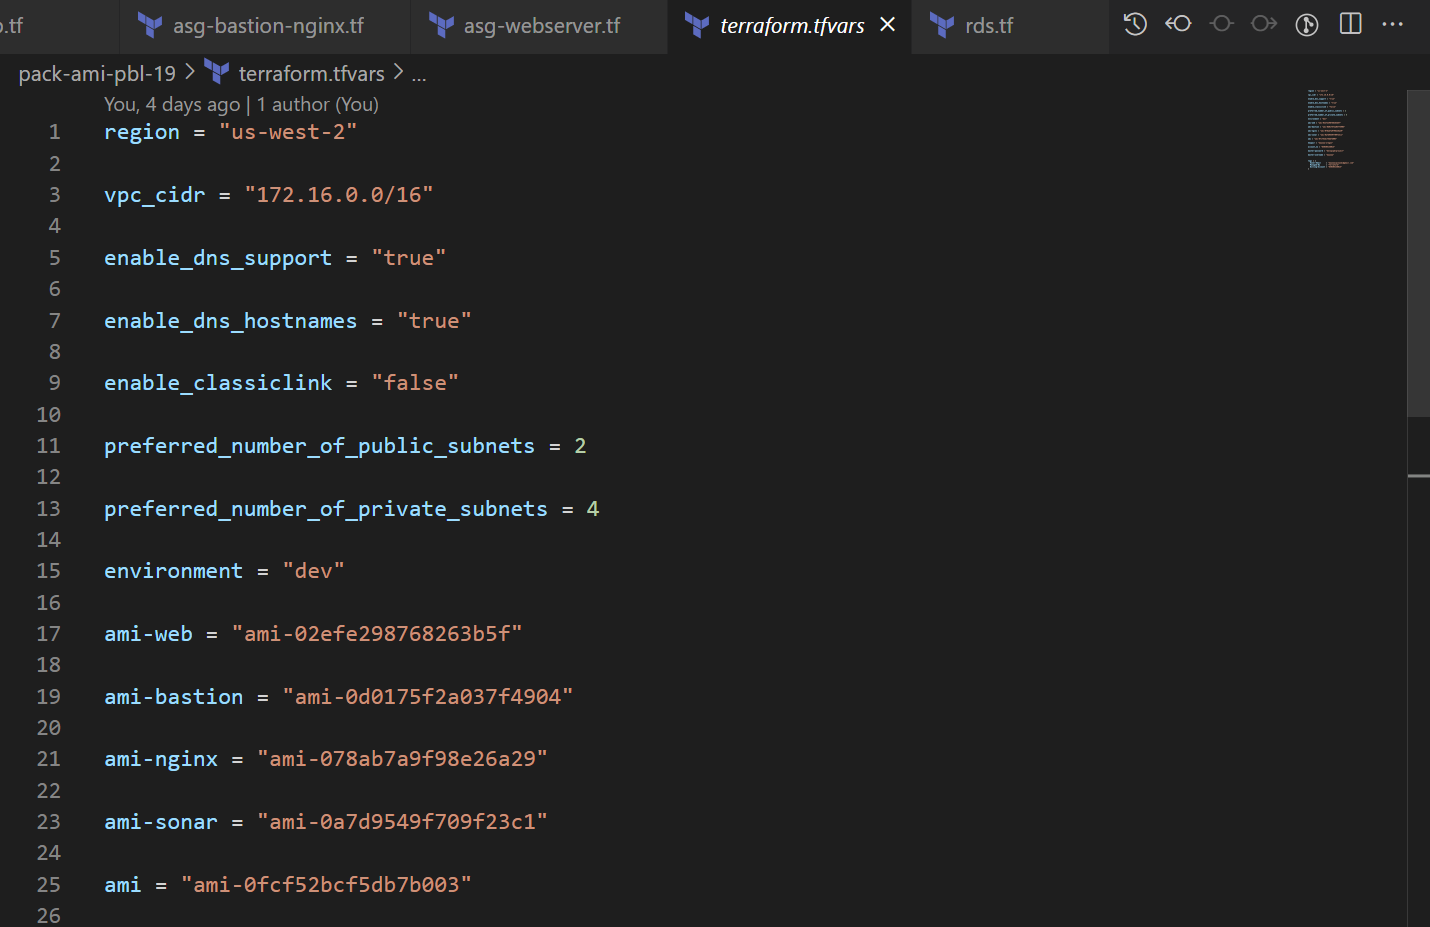 .tf asg-bastion-nginx.tf asg-webserver.tf terraform.tfvars rds.tf
pack-ami-pbl-19 > terraform.tfvars > ...
You, 4 days ago | 1 author (You)
1 region = "us-west-2"
2
3 vpc_cidr = "172.16.0.0/16"
4
5 enable_dns_support = "true"
6
7 enable_dns_hostnames = "true"
8
9 enable_classiclink = "false"
10
11 preferred_number_of_public_subnets = 2
12
13 preferred_number_of_private_subnets = 4
14
15 environment = "dev"
16
17 ami-web = "ami-02efe298768263b5f"
18
19 ami-bastion = "ami-0d0175f2a037f4904"
20
21 ami-nginx = "ami-078ab7a9f98e26a29"
22
23 ami-sonar = "ami-0a7d9549f709f23c1"
24
25 ami = "ami-0fcf52bcf5db7b003"
26